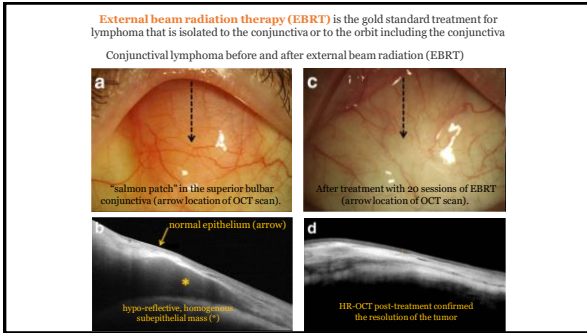 External beam radiation therapy (EBRT) is the gold standard treatment for
lymphoma that is isolated to the conjunctiva or to the orbit including the conjunctiva
Conjunctival lymphoma before and after external beam radiation (EBRT)
a
"salmon patch" in the superior bulbar
conjunctiva (arrow location of OCT scan).
c
After treatment with 20 sessions of EBRT
(arrow location of OCT scan).
b
normal epithelium (arrow)
*
hypo-reflective, homogenous
subepithelial mass (*)
d
HR-OCT post-treatment confirmed
the resolution of the tumor